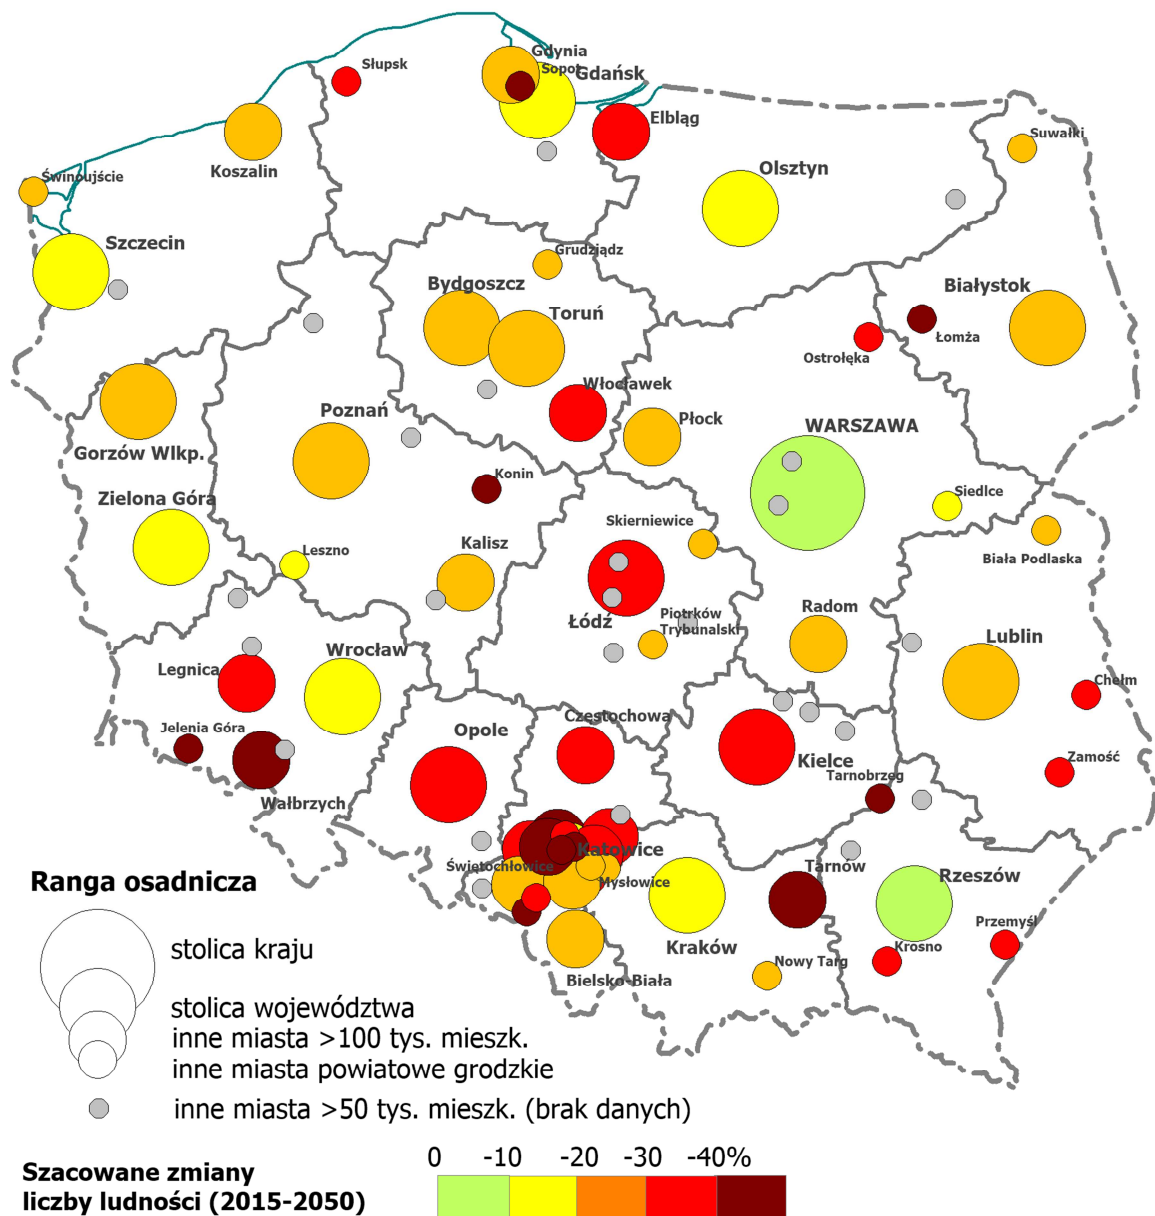 Gdynia
Sopot
Gdańsk
Słupsk
Elbląg
Suwałki
Koszalin
Świnoujście
Olsztyn
Szczecin
Grudziądz
Bydgoszcz
Toruń
Białystok
Łomża
Ostrołęka
Włocławek
Płock
Poznań
WARSZAWA
Gorzów Wlkp.
Konin
Zielona Góra
Siedlce
Skierniewice
Kalisz
Leszno
Biała Podlaska
Piotrków
Trybunalski
Łódź
Radom
Lublin
Wrocław
Legnica
Chełm
Częstochowa
Jelenia Góra
Opole
Kielce
Zamość
Tarnobrzeg
Wałbrzych
Katowice
Świętochłowice
Tarnów
Mysłowice
Rzeszów
Przemyśl
Kraków
Krosno
Nowy Targ
Bielsko-Biała
Ranga osadnicza
stolica kraju
stolica województwa
inne miasta >100 tys. mieszk.
inne miasta powiatowe grodzkie
inne miasta >50 tys. mieszk. (brak danych)
0 -10 -20 -30 -40%
Szacowane zmiany
liczby ludności (2015-2050)